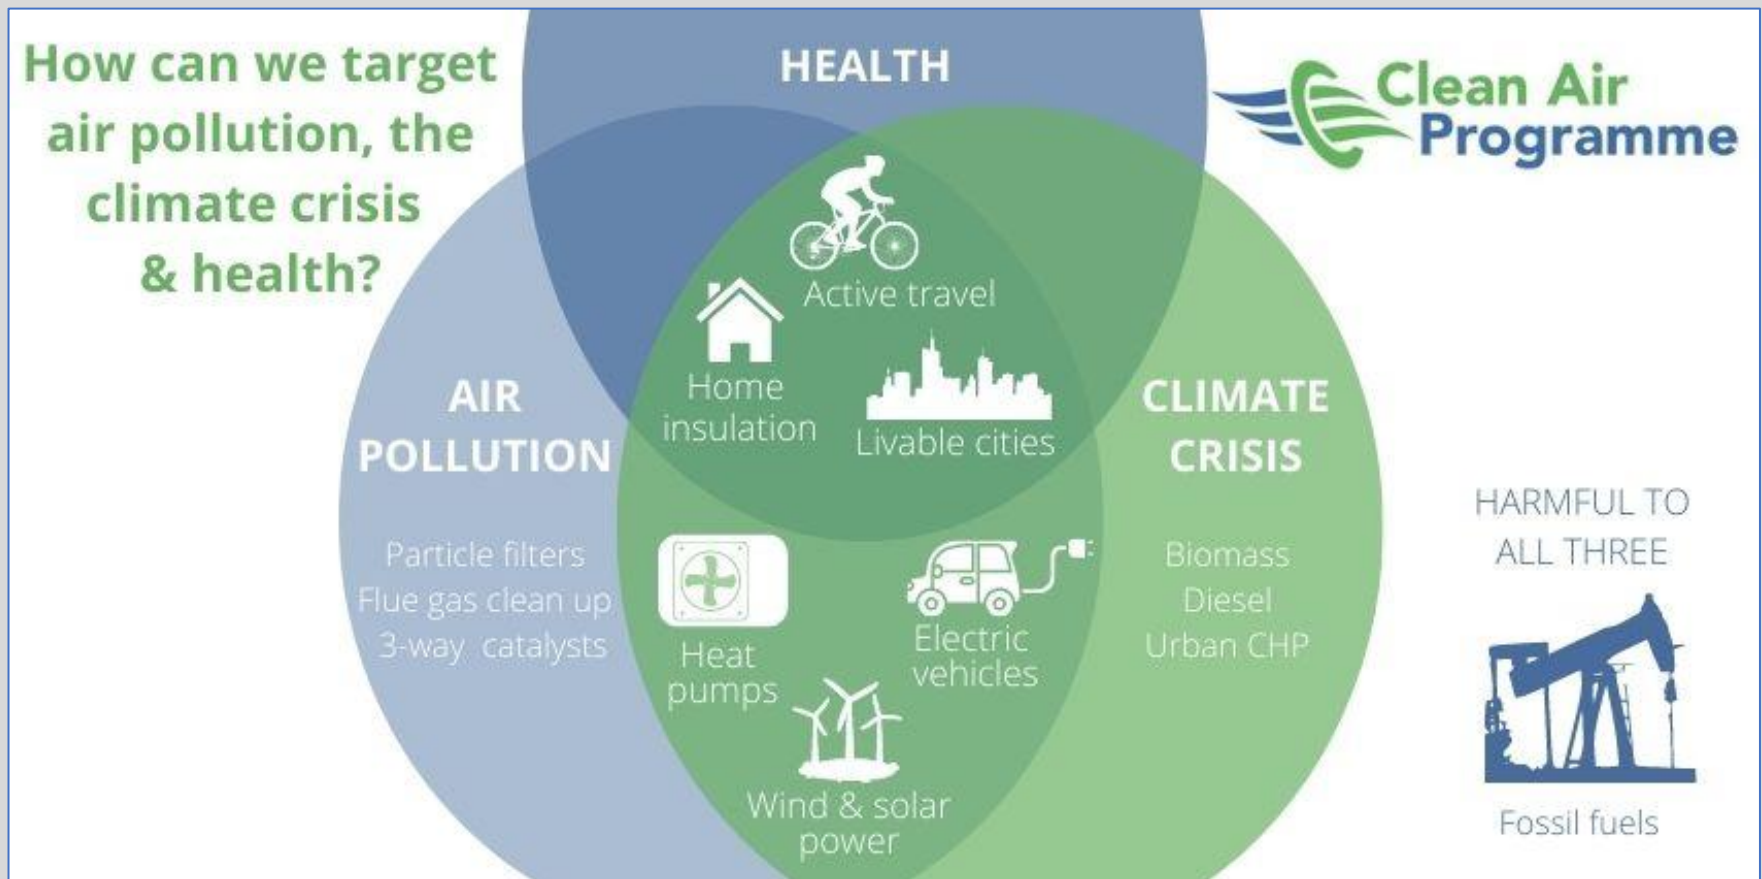 How can we target
air pollution, the
climate crisis
& health?
HEALTH
Clean Air
Programme
Active travel
Home
insulation
Livable cities
AIR
POLLUTION
Particle filters
Flue gas clean up
3-way catalysts
CLIMATE
CRISIS
Biomass
Diesel
Urban CHP
Heat
pumps
Electric
vehicles
Wind & solar
power
HARMFUL TO
ALL THREE
Fossil fuels